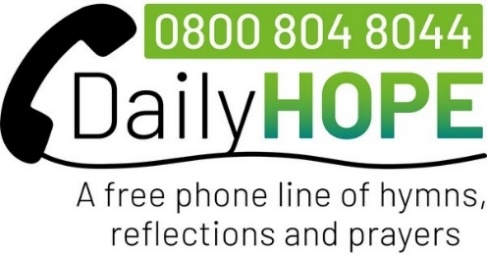 0800 804 8044
DailyHOPE
A free phone line of hymns,
reflections and prayers